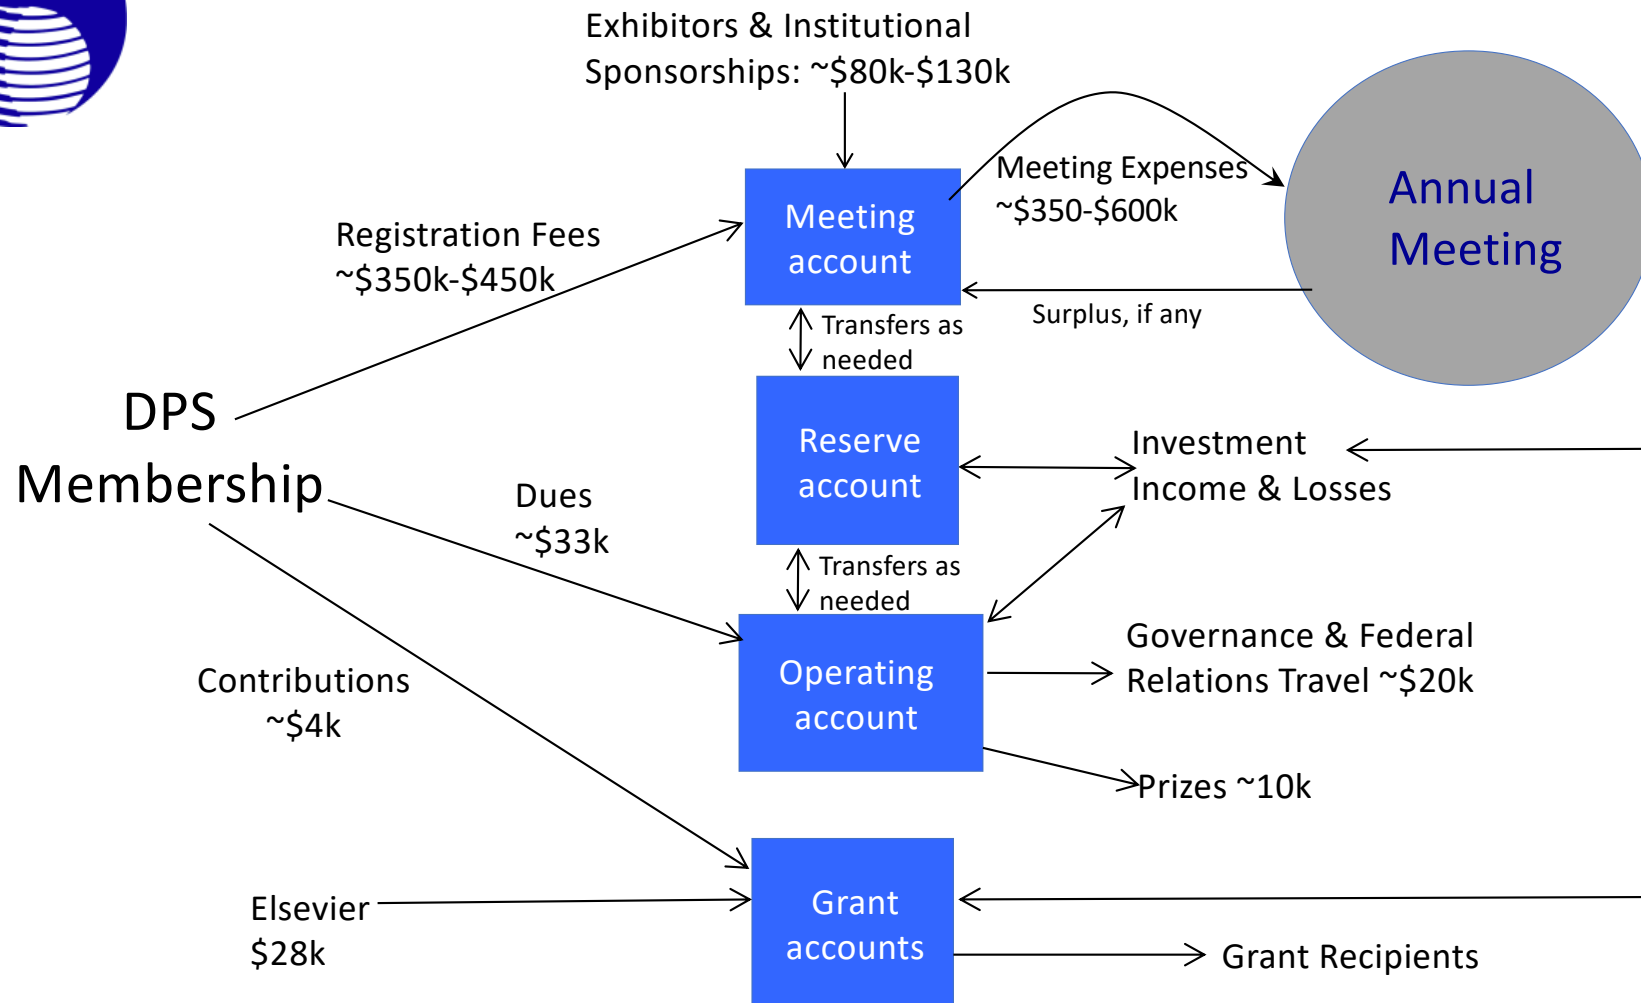 Exhibitors & Institutional
Sponsorships: ~$80k-$130k
Meeting Expenses
~$350-$600k
Annual
Meeting
Meeting
account
Registration Fees
~$350k-$450k
Surplus, if any
Transfers as
needed
DPS
Membership
Reserve
account
Investment
Income & Losses
Dues
~$33k
Transfers as
needed
Operating
account
Governance & Federal
Relations Travel ~$20k
Contributions
~$4k
Prizes ~10k
Elsevier
$28k
Grant
accounts
Grant Recipients